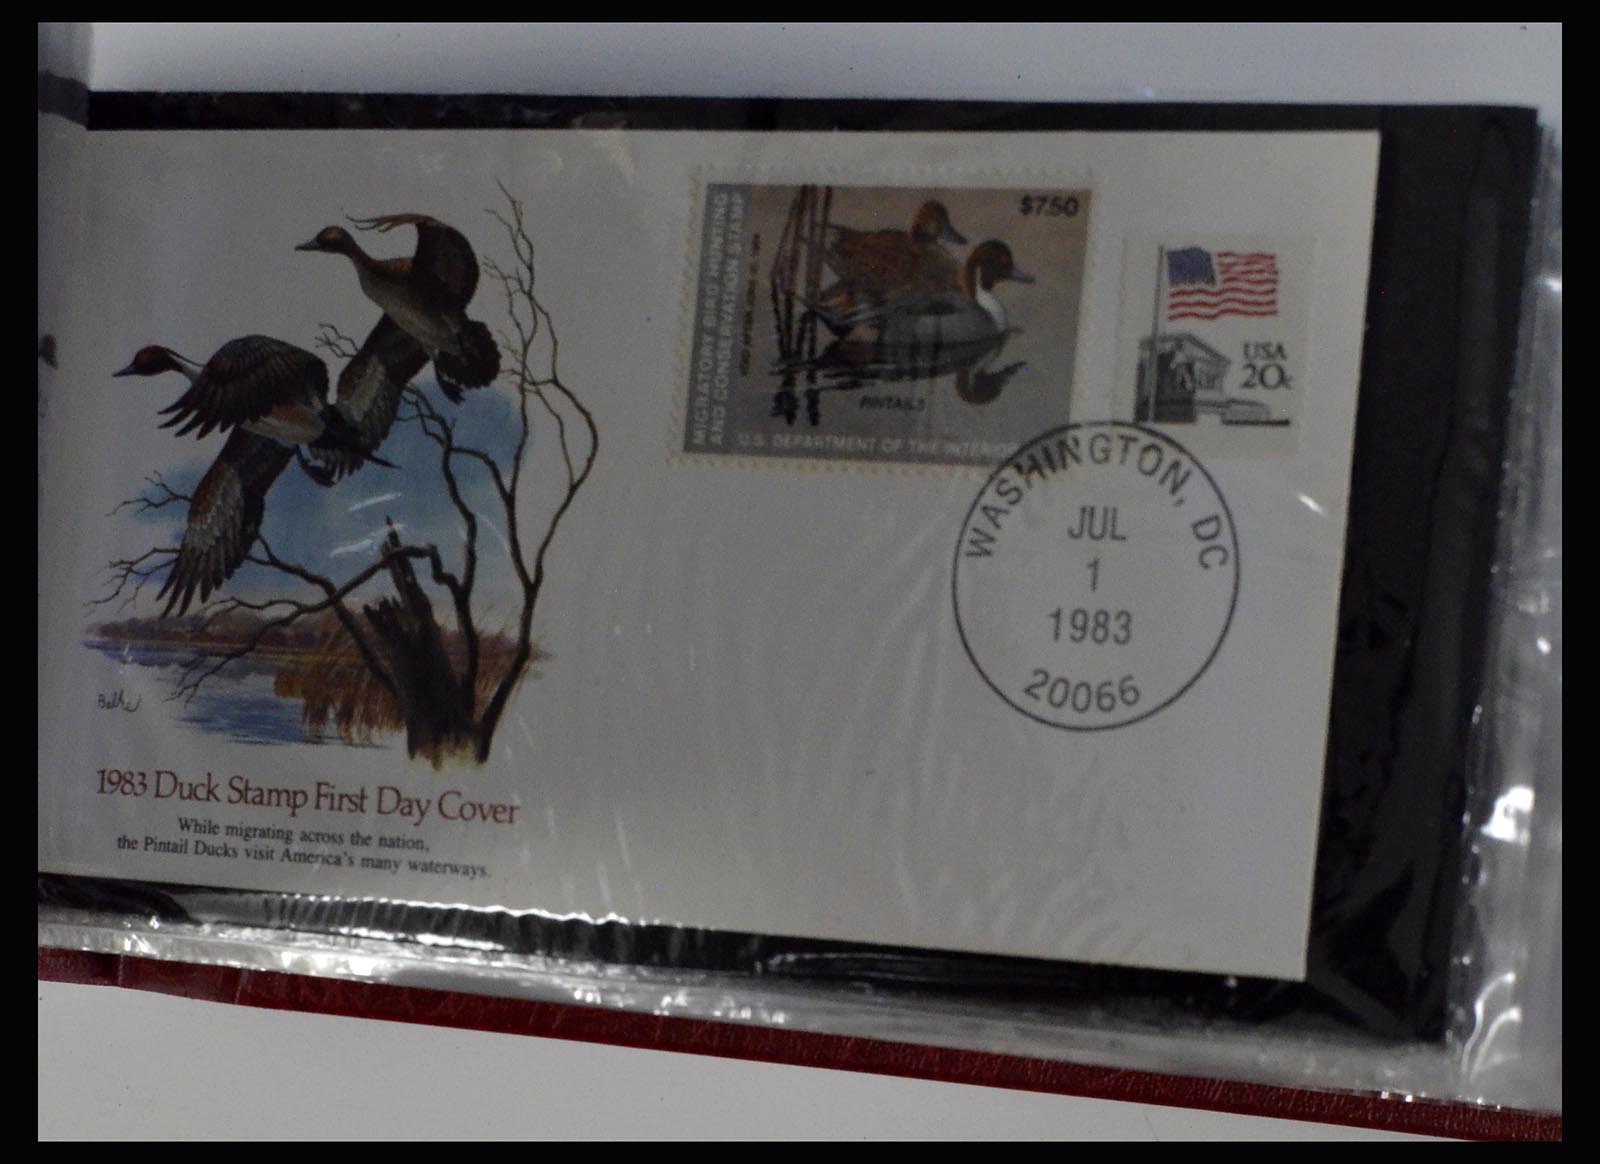 MIGRATORY BIRD HUNTING
AND CONSERVATION STAMP
$7.50
PINTAILS
U.S. DEPARTMENT OF THE INTERIOR
USA
20c
WASHINGTON, DC
JUL
1
1983
20066
1983 Duck Stamp First Day Cover
While migrating across the nation,
the Pintail Ducks visit America's many waterways.